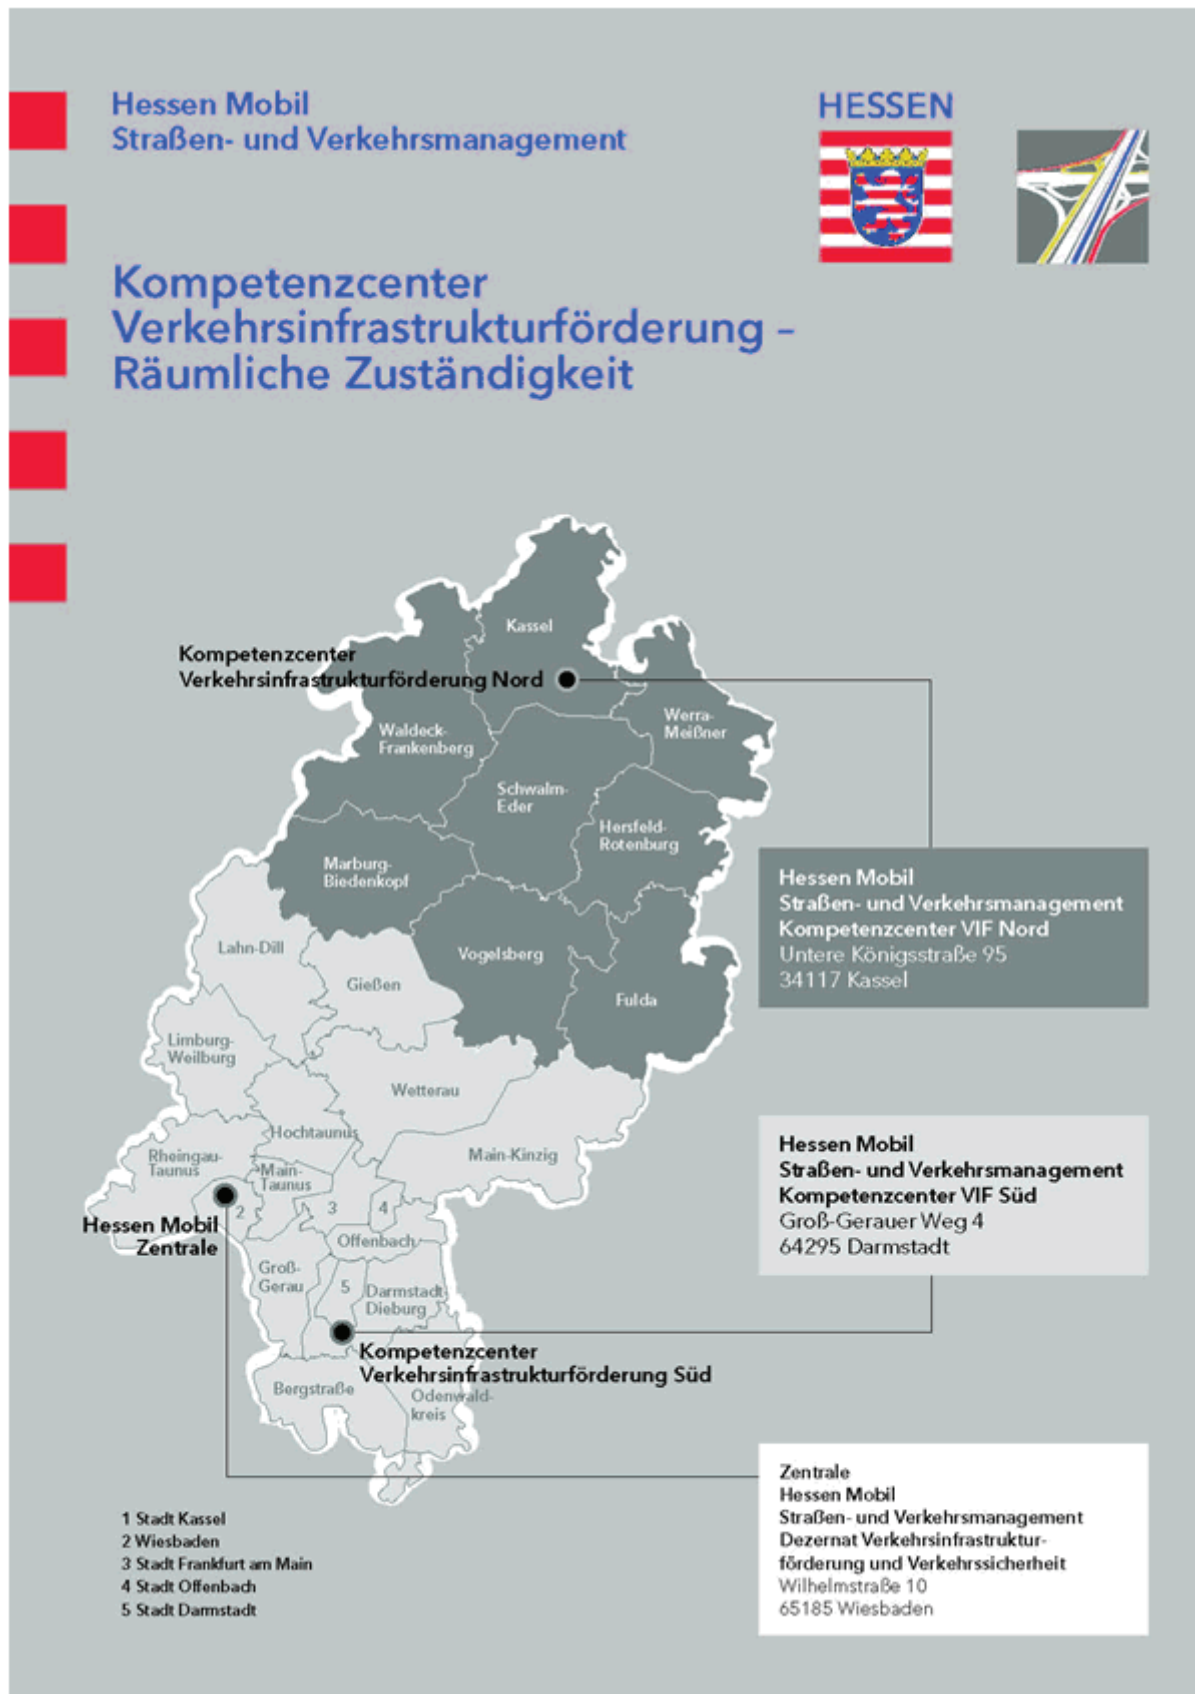 Hessen Mobil
Straßen- und Verkehrsmanagement
HESSEN
Kompetenzcenter
Verkehrsinfrastrukturförderung –
Räumliche Zuständigkeit
Kassel
Kompetenzcenter
Verkehrsinfrastrukturförderung Nord
Werra-
Meißner
Waldeck-
Frankenberg
Schwalm-
Eder
Hersfeld-
Rotenburg
Marburg-
Biedenkopf
Hessen Mobil
Straßen- und Verkehrsmanagement
Kompetenzcenter VIF Nord
Untere Königsstraße 95
34117 Kassel
Lahn-Dill
Vogelsberg
Gießen
Fulda
Limburg-
Weilburg
Wetterau
Hochtaunus
Main-Kinzig
Rheingau-
Taunus
Main-
Taunus
2
3
4
Hessen Mobil
Zentrale
Hessen Mobil
Straßen- und Verkehrsmanagement
Kompetenzcenter VIF Süd
Groß-Gerauer Weg 4
64295 Darmstadt
Offenbach
Groß-
Gerau
5
Darmstadt-
Dieburg
Kompetenzcenter
Verkehrsinfrastrukturförderung Süd
Bergstraße
Odenwald-
kreis
Zentrale
Hessen Mobil
Straßen- und Verkehrsmanagement
Dezernat Verkehrsinfrastruktur-
förderung und Verkehrssicherheit
Wilhelmstraße 10
65185 Wiesbaden
1 Stadt Kassel
2 Wiesbaden
3 Stadt Frankfurt am Main
4 Stadt Offenbach
5 Stadt Darmstadt